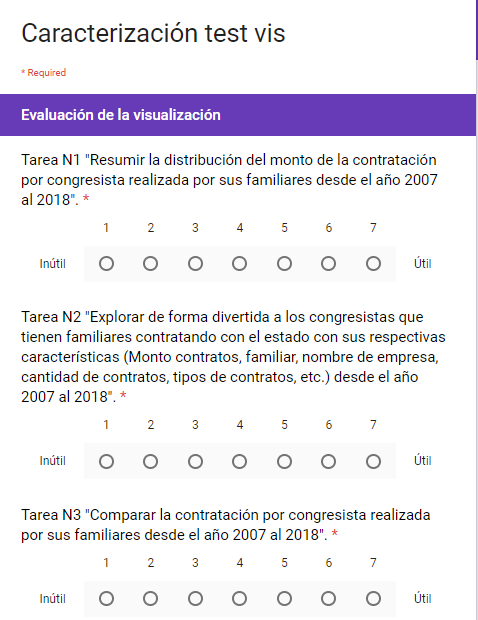 Caracterización test vis
* Required
Evaluación de la visualización
Tarea N1 "Resumir la distribución del monto de la contratación
por congresista realizada por sus familiares desde el año 2007
al 2018". *
1 2 3 4 5 6 7
Inútil Útil
Tarea N2 "Explorar de forma divertida a los congresistas que
tienen familiares contratando con el estado con sus respectivas
características (Monto contratos, familiar, nombre de empresa,
cantidad de contratos, tipos de contratos, etc.) desde el año
2007 al 2018". *
1 2 3 4 5 6 7
Inútil Útil
Tarea N3 "Comparar la contratación por congresista realizada
por sus familiares desde el año 2007 al 2018". *
1 2 3 4 5 6 7
Inútil Útil